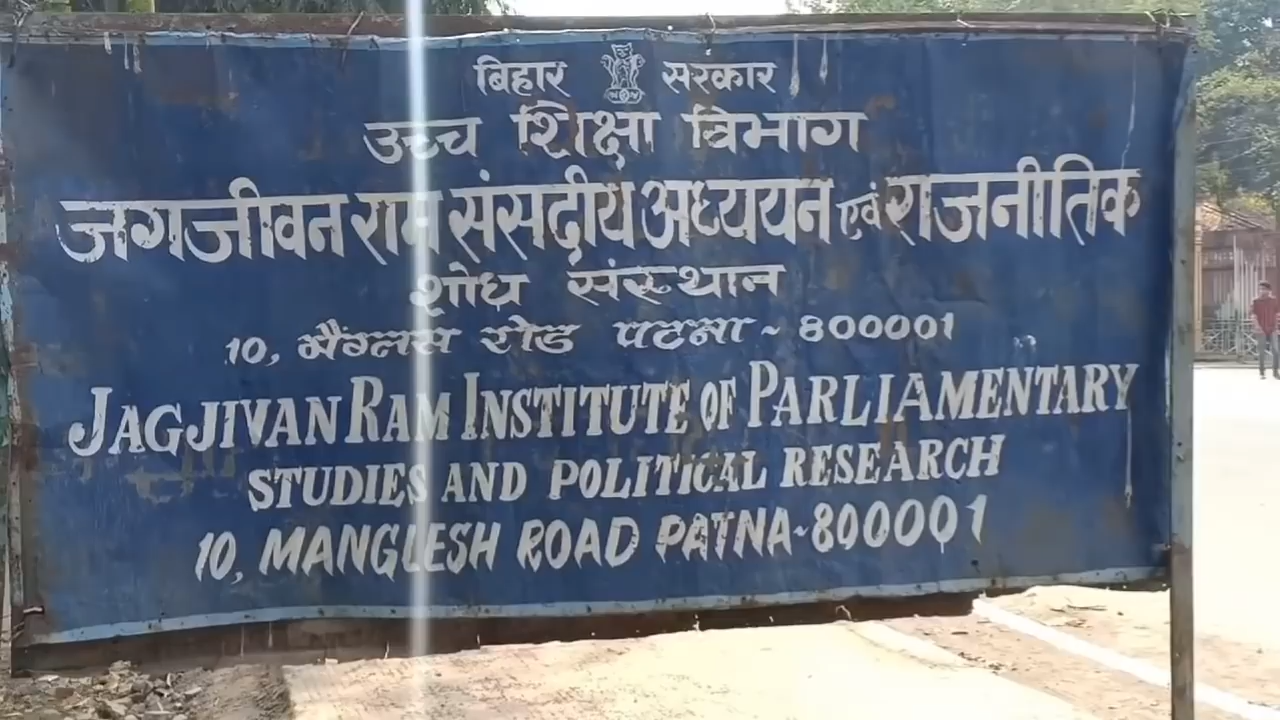 बिहार सरकार
उच्च शिक्षा विभाग
जगजीवन राम संसदीय अध्ययन एवं राजनीतिक
शोध संस्थान
10, मैंगलस रोड पटना - 800001
JAGJIVAN RAM INSTITUTE OF PARLIAMENTARY
STUDIES AND POLITICAL RESEARCH
10, MANGLESH ROAD PATNA-800001